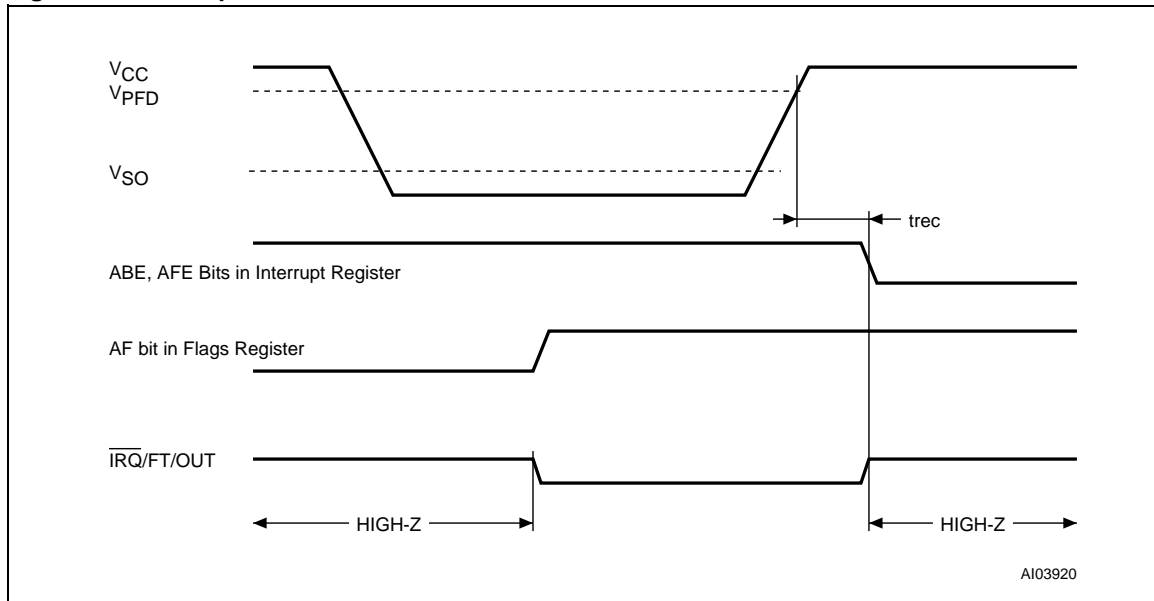 VCC
VPFD
VSO
trec
ABE, AFE Bits in Interrupt Register
AF bit in Flags Register
IRQ/FT/OUT
HIGH-Z
HIGH-Z
AI03920